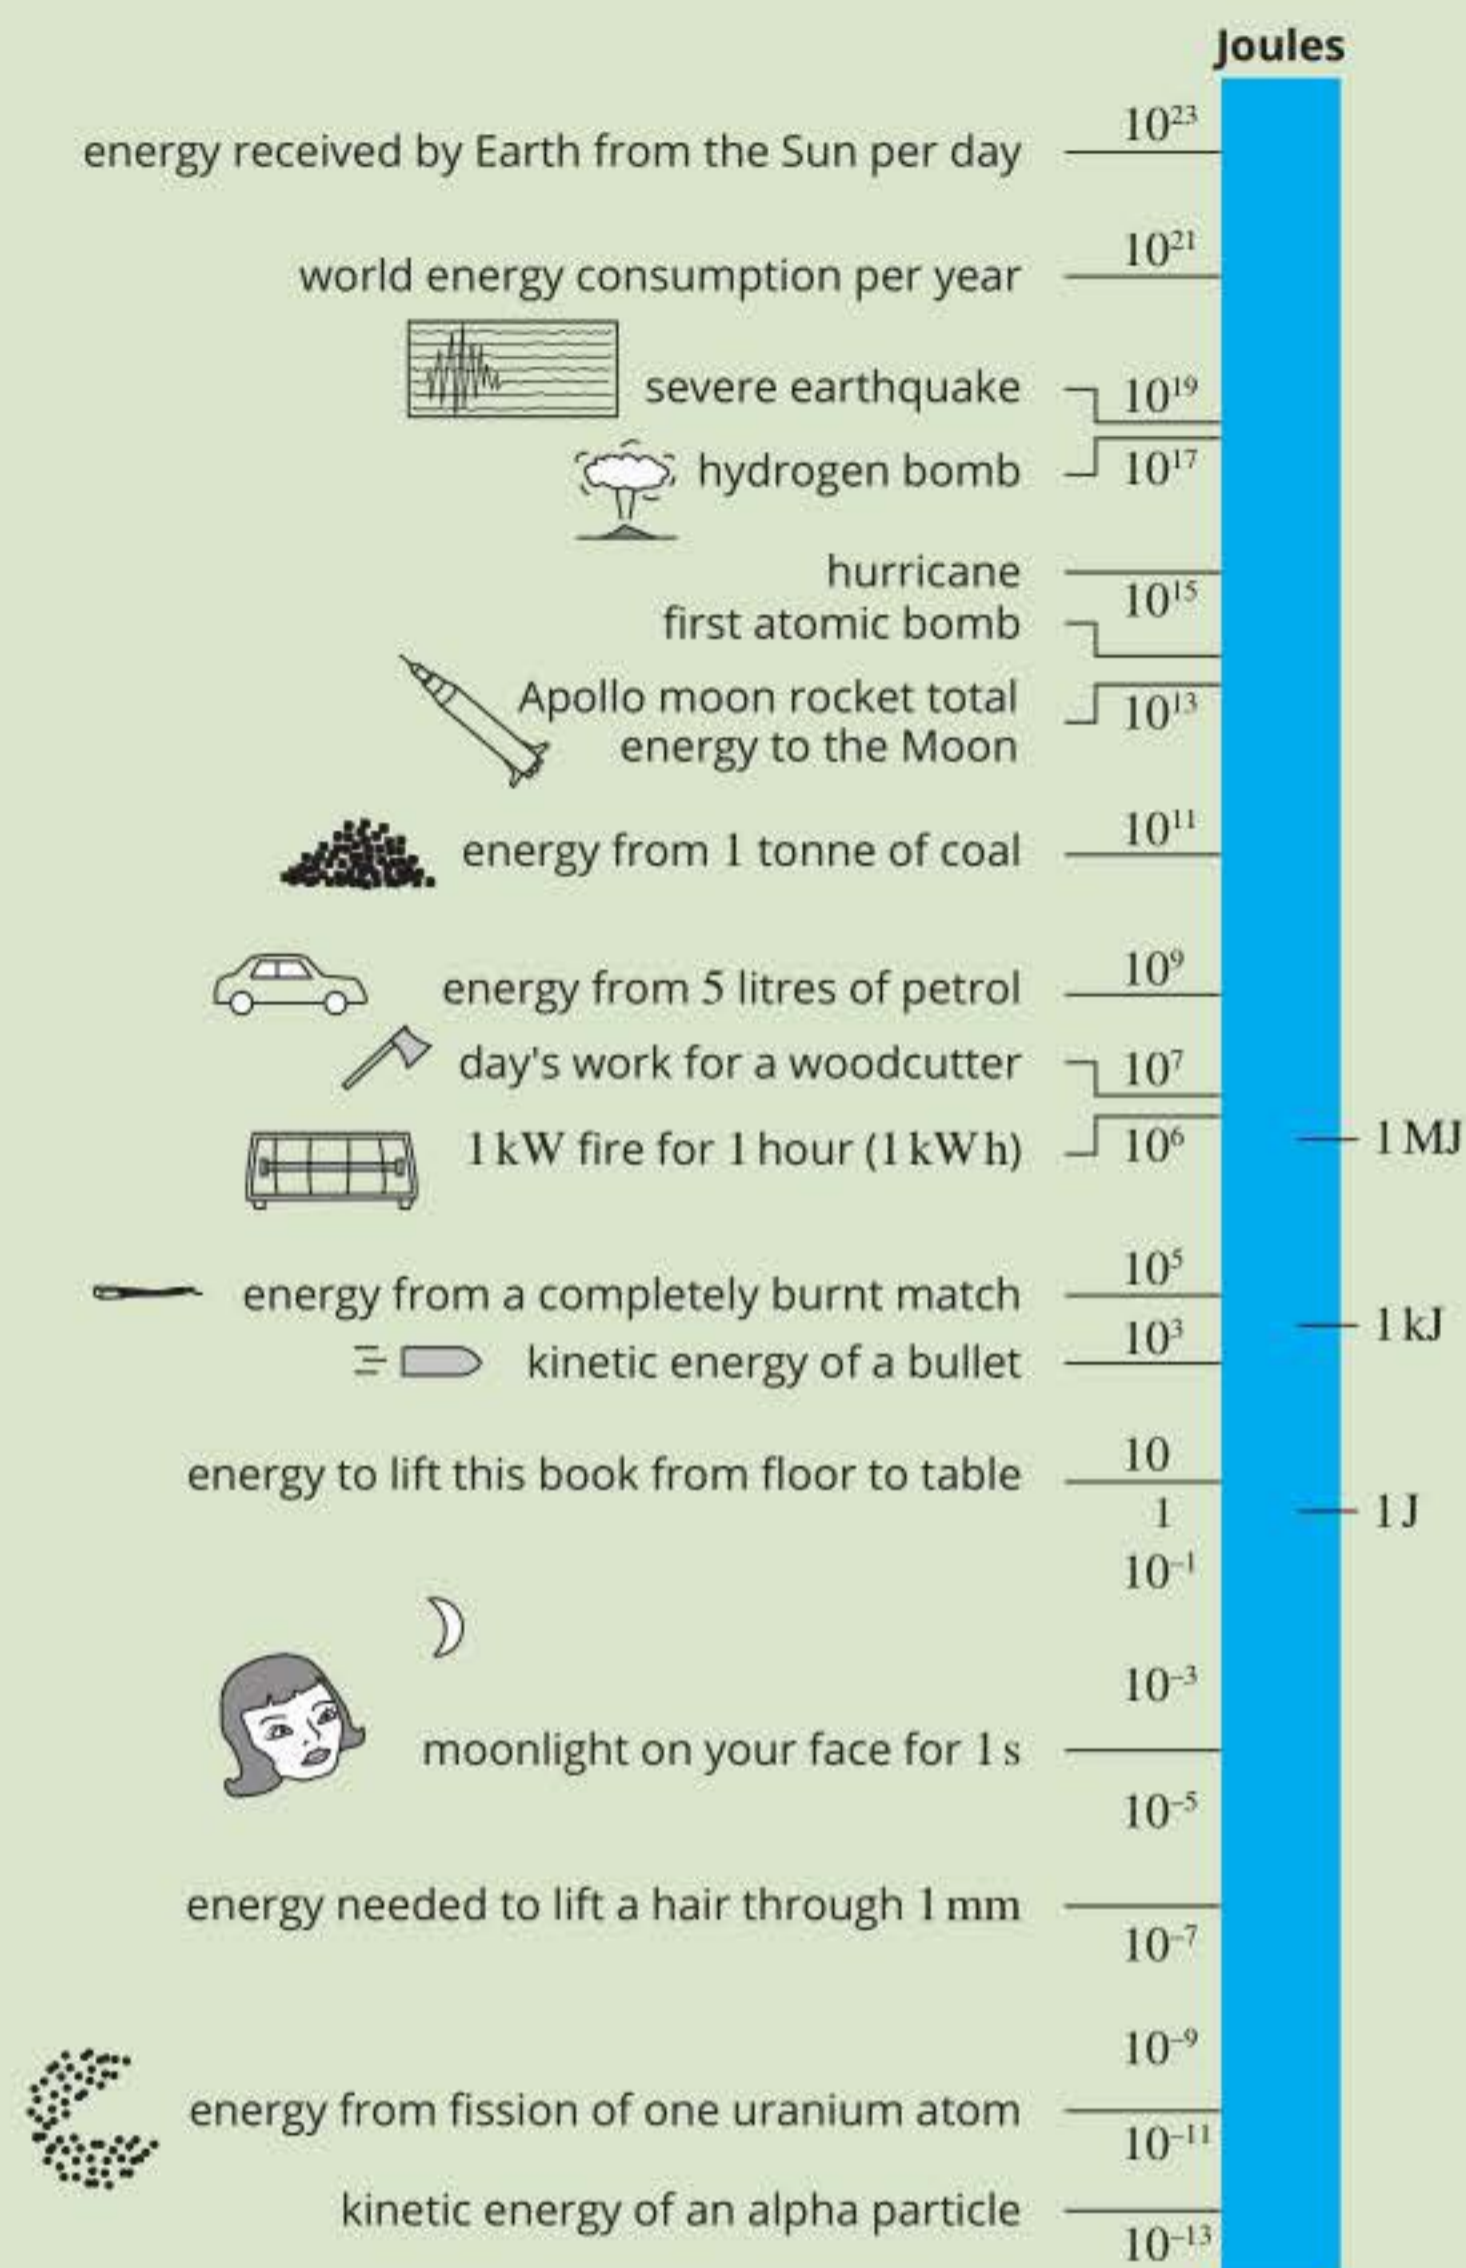 Joules
10²³
energy received by Earth from the Sun per day
10²¹
world energy consumption per year
severe earthquake
10¹⁹
hydrogen bomb
10¹⁷
hurricane
10¹⁵
first atomic bomb
Apollo moon rocket total
10¹³
energy to the Moon
10¹¹
energy from 1 tonne of coal
10⁹
energy from 5 litres of petrol
day's work for a woodcutter
10⁷
1 kW fire for 1 hour (1 kW h)
10⁶
1 MJ
10⁵
energy from a completely burnt match
1 kJ
10³
kinetic energy of a bullet
10
energy to lift this book from floor to table
1
1 J
10⁻¹
10⁻³
moonlight on your face for 1 s
10⁻⁵
energy needed to lift a hair through 1 mm
10⁻⁷
10⁻⁹
energy from fission of one uranium atom
10⁻¹¹
kinetic energy of an alpha particle
10⁻¹³